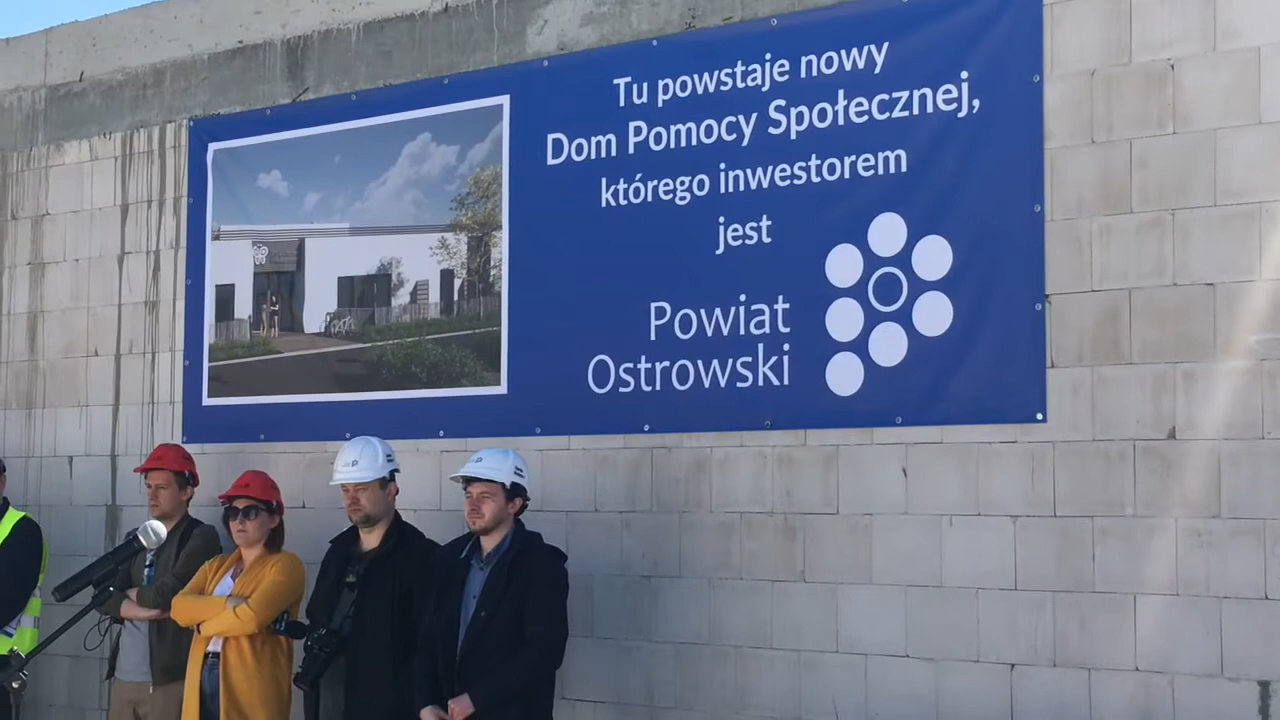 Tu powstaje nowy
Dom Pomocy Społecznej,
którego inwestorem
jest
Powiat
Ostrowski